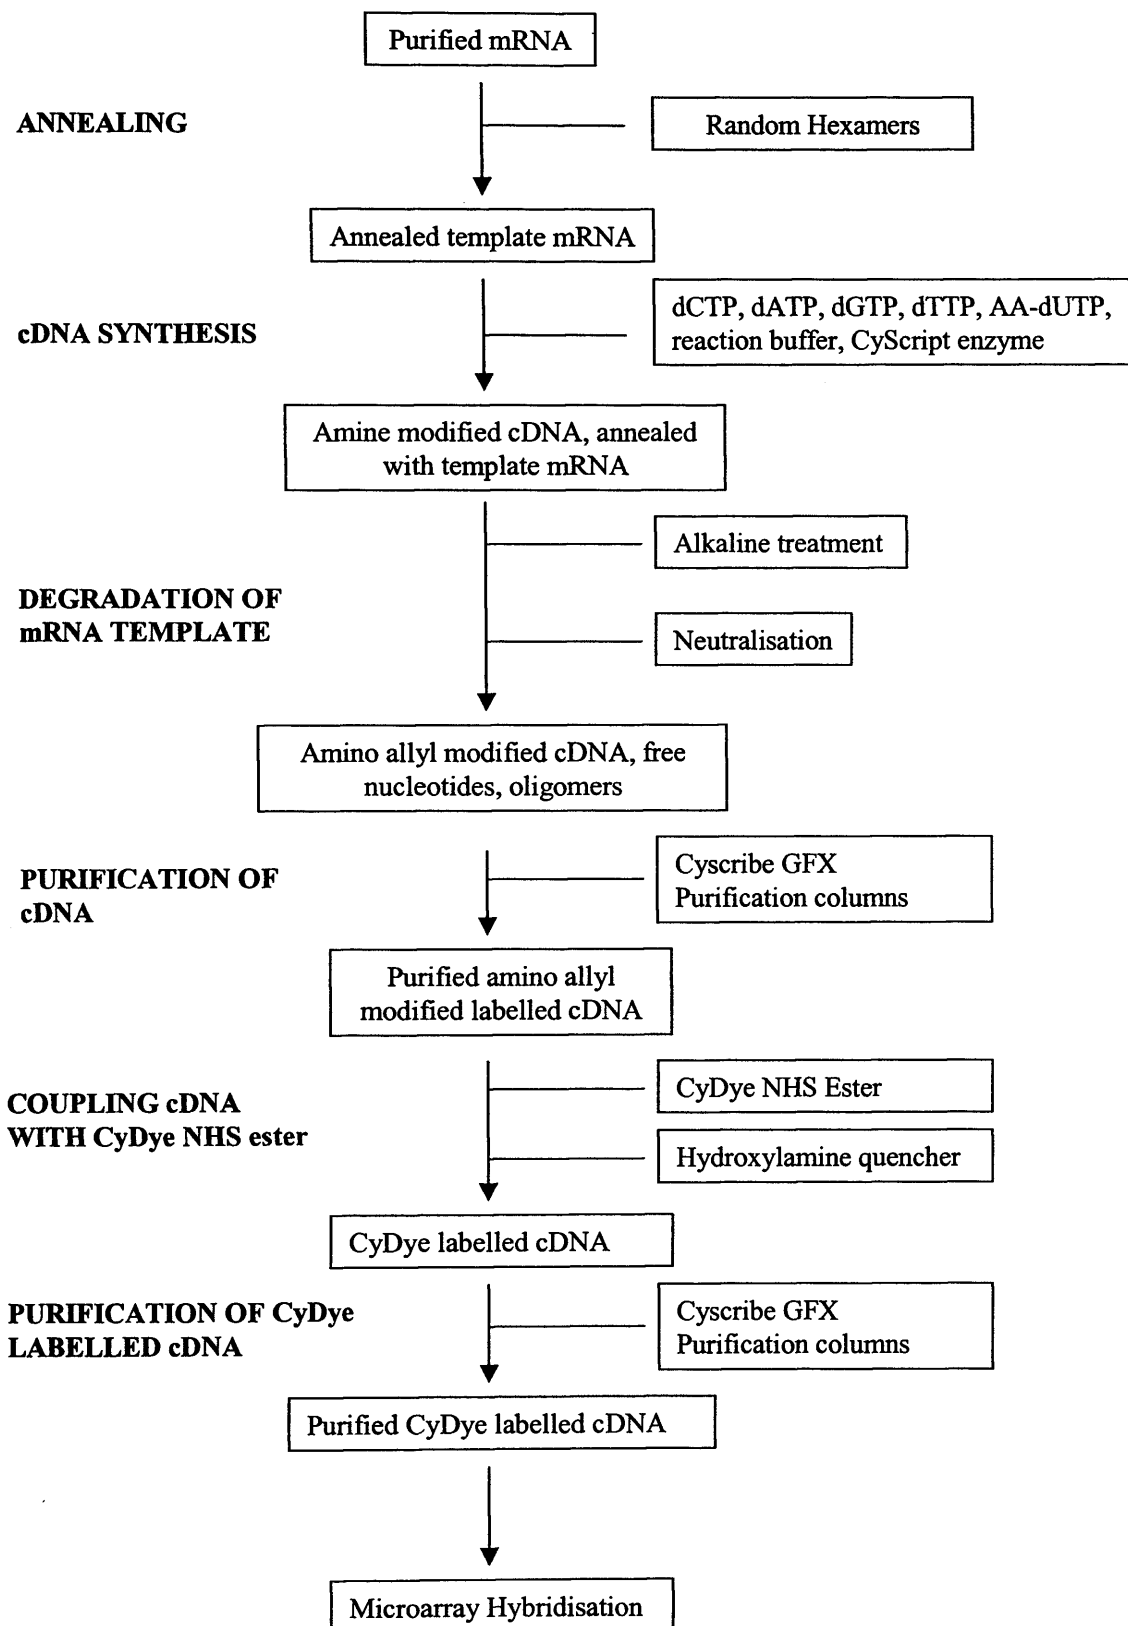 Purified mRNA
ANNEALING
Random Hexamers
Annealed template mRNA
cDNA SYNTHESIS
dCTP, dATP, dGTP, dTTP, AA-dUTP,
reaction buffer, CyScript enzyme
Amine modified cDNA, annealed
with template mRNA
Alkaline treatment
DEGRADATION OF
mRNA TEMPLATE
Neutralisation
Amino allyl modified cDNA, free
nucleotides, oligomers
PURIFICATION OF
cDNA
Cyscribe GFX
Purification columns
Purified amino allyl
modified labelled cDNA
COUPLING cDNA
WITH CyDye NHS ester
CyDye NHS Ester
Hydroxylamine quencher
CyDye labelled cDNA
PURIFICATION OF CyDye
LABELLED cDNA
Cyscribe GFX
Purification columns
Purified CyDye labelled cDNA
Microarray Hybridisation